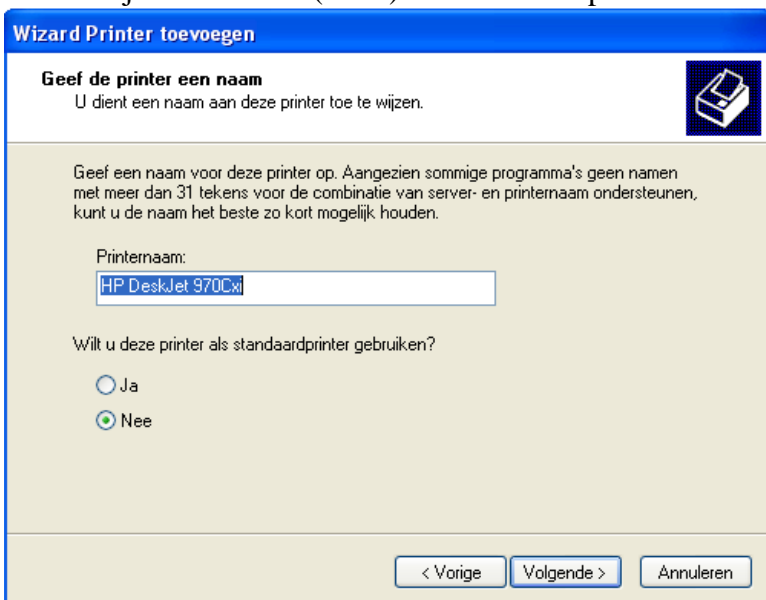 Wizard Printer toevoegen
Geef de printer een naam
U dient een naam aan deze printer toe te wijzen.
Geef een naam voor deze printer op. Aangezien sommige programma's geen namen
met meer dan 31 tekens voor de combinatie van server- en printernaam ondersteunen,
kunt u de naam het beste zo kort mogelijk houden.
Printernaam:
HP DeskJet 970Cxi
Wilt u deze printer als standaardprinter gebruiken?
Ja
Nee
< Vorige Volgende > Annuleren